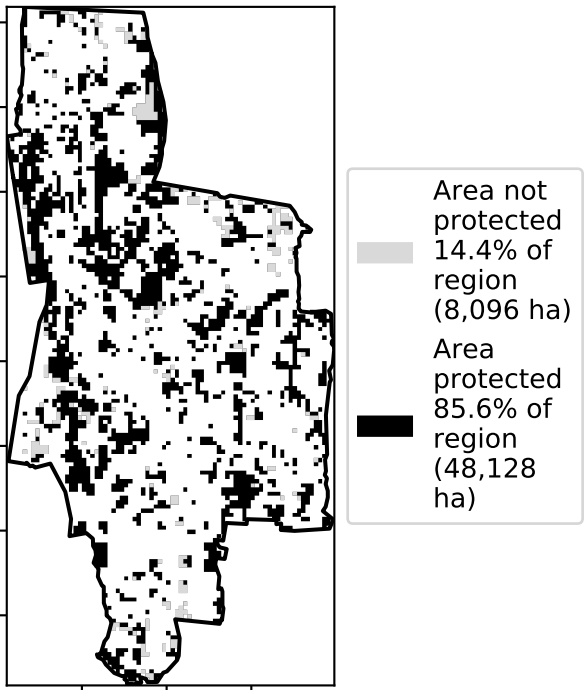 Area not
protected
14.4% of
region
(8,096 ha)
Area
protected
85.6% of
region
(48,128
ha)